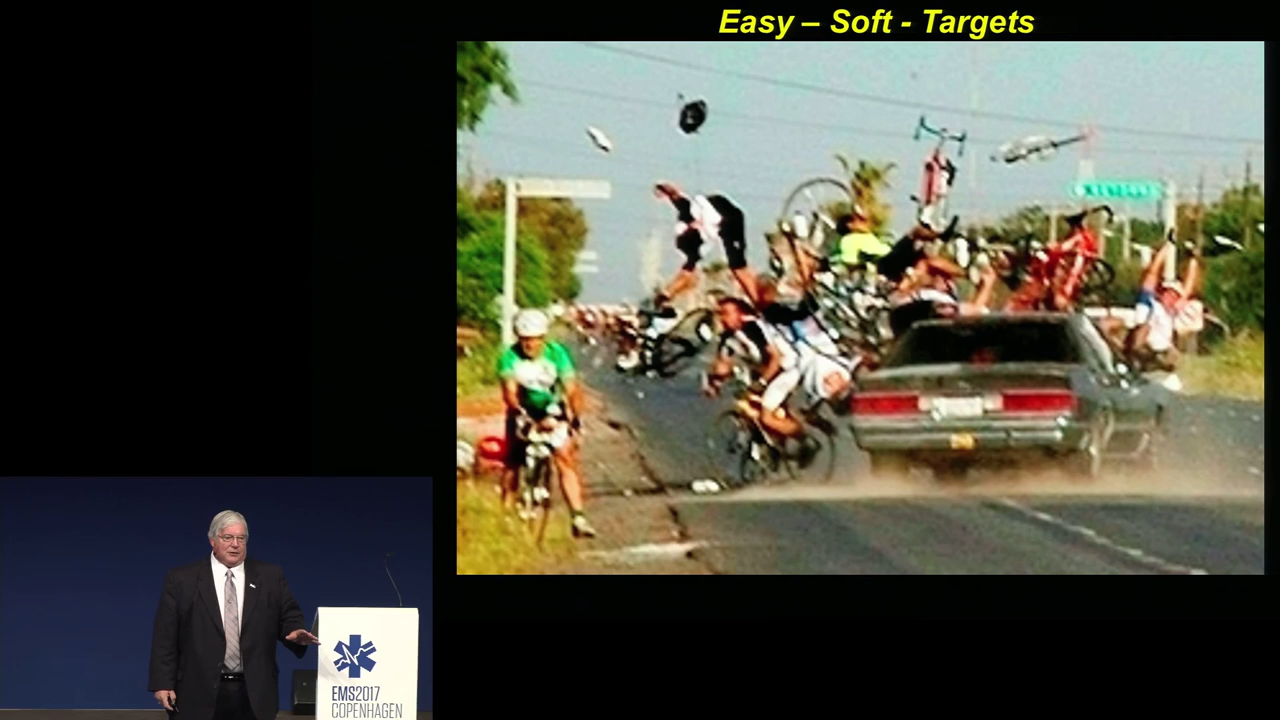 Easy – Soft - Targets
EMS2017
COPENHAGEN